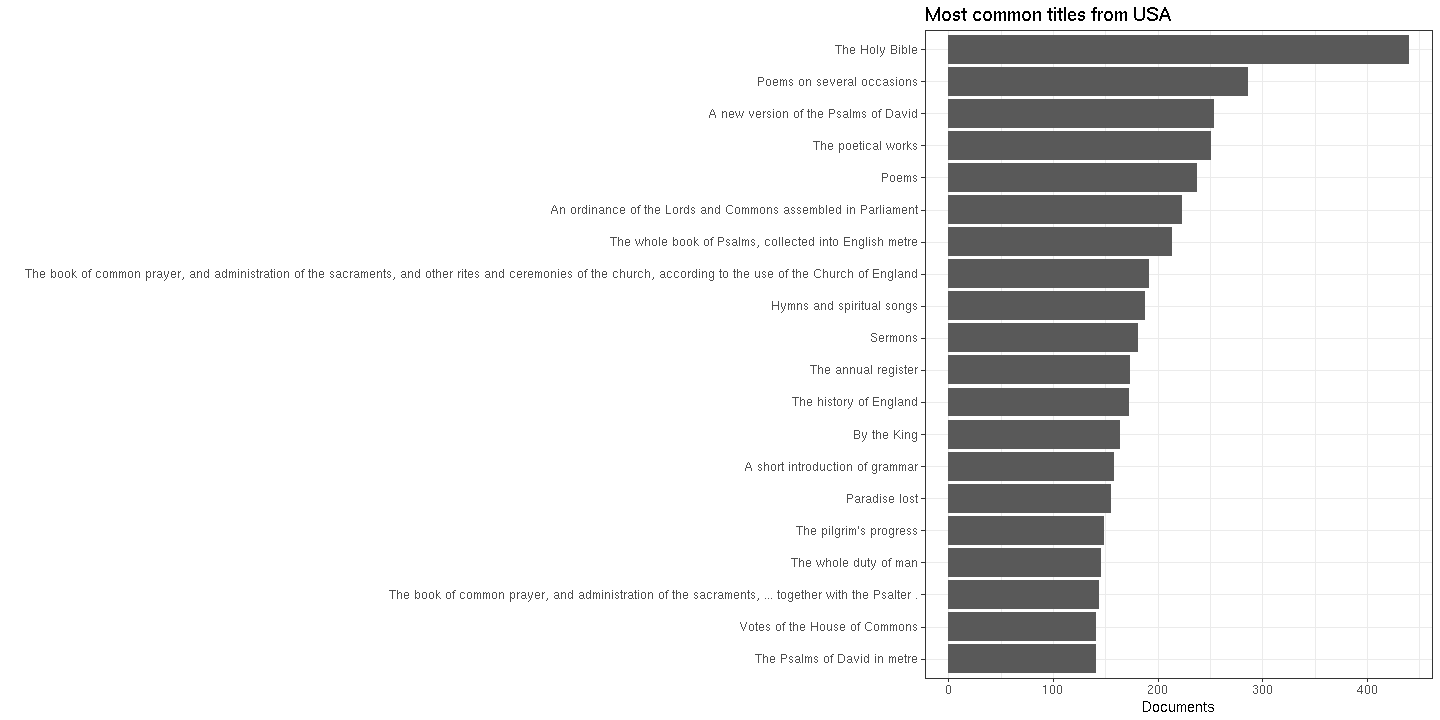 Most common titles from USA
The Holy Bible
Poems on several occasions
A new version of the Psalms of David
The poetical works
Poems
An ordinance of the Lords and Commons assembled in Parliament
The whole book of Psalms, collected into English metre
The book of common prayer, and administration of the sacraments, and other rites and ceremonies of the church, according to the use of the Church of England
Hymns and spiritual songs
Sermons
The annual register
The history of England
By the King
A short introduction of grammar
Paradise lost
The pilgrim's progress
The whole duty of man
The book of common prayer, and administration of the sacraments, ... together with the Psalter .
Votes of the House of Commons
The Psalms of David in metre
0 100 200 300 400
Documents